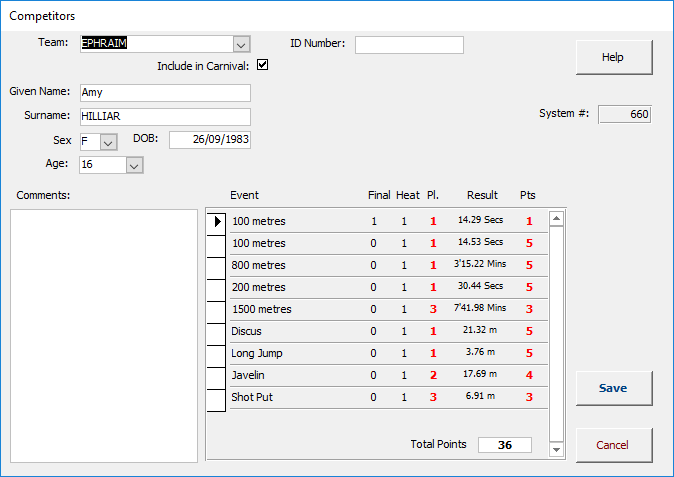 Competitors
Team: EPHRAIM ID Number:
Include in Carnival:
Help
Given Name: Amy
Surname: HILLIAR
System #: 660
Sex F DOB: 26/09/1983
Age: 16
Comments:
Event Final Heat Pl. Result Pts
100 metres 1 1 1 14.29 Secs 1
100 metres 0 1 1 14.53 Secs 5
800 metres 0 1 1 3'15.22 Mins 5
200 metres 0 1 1 30.44 Secs 5
1500 metres 0 1 3 7'41.98 Mins 3
Discus 0 1 1 21.32 m 5
Long Jump 0 1 1 3.76 m 5
Javelin 0 1 2 17.69 m 4
Shot Put 0 1 3 6.91 m 3
Save
Total Points 36
Cancel